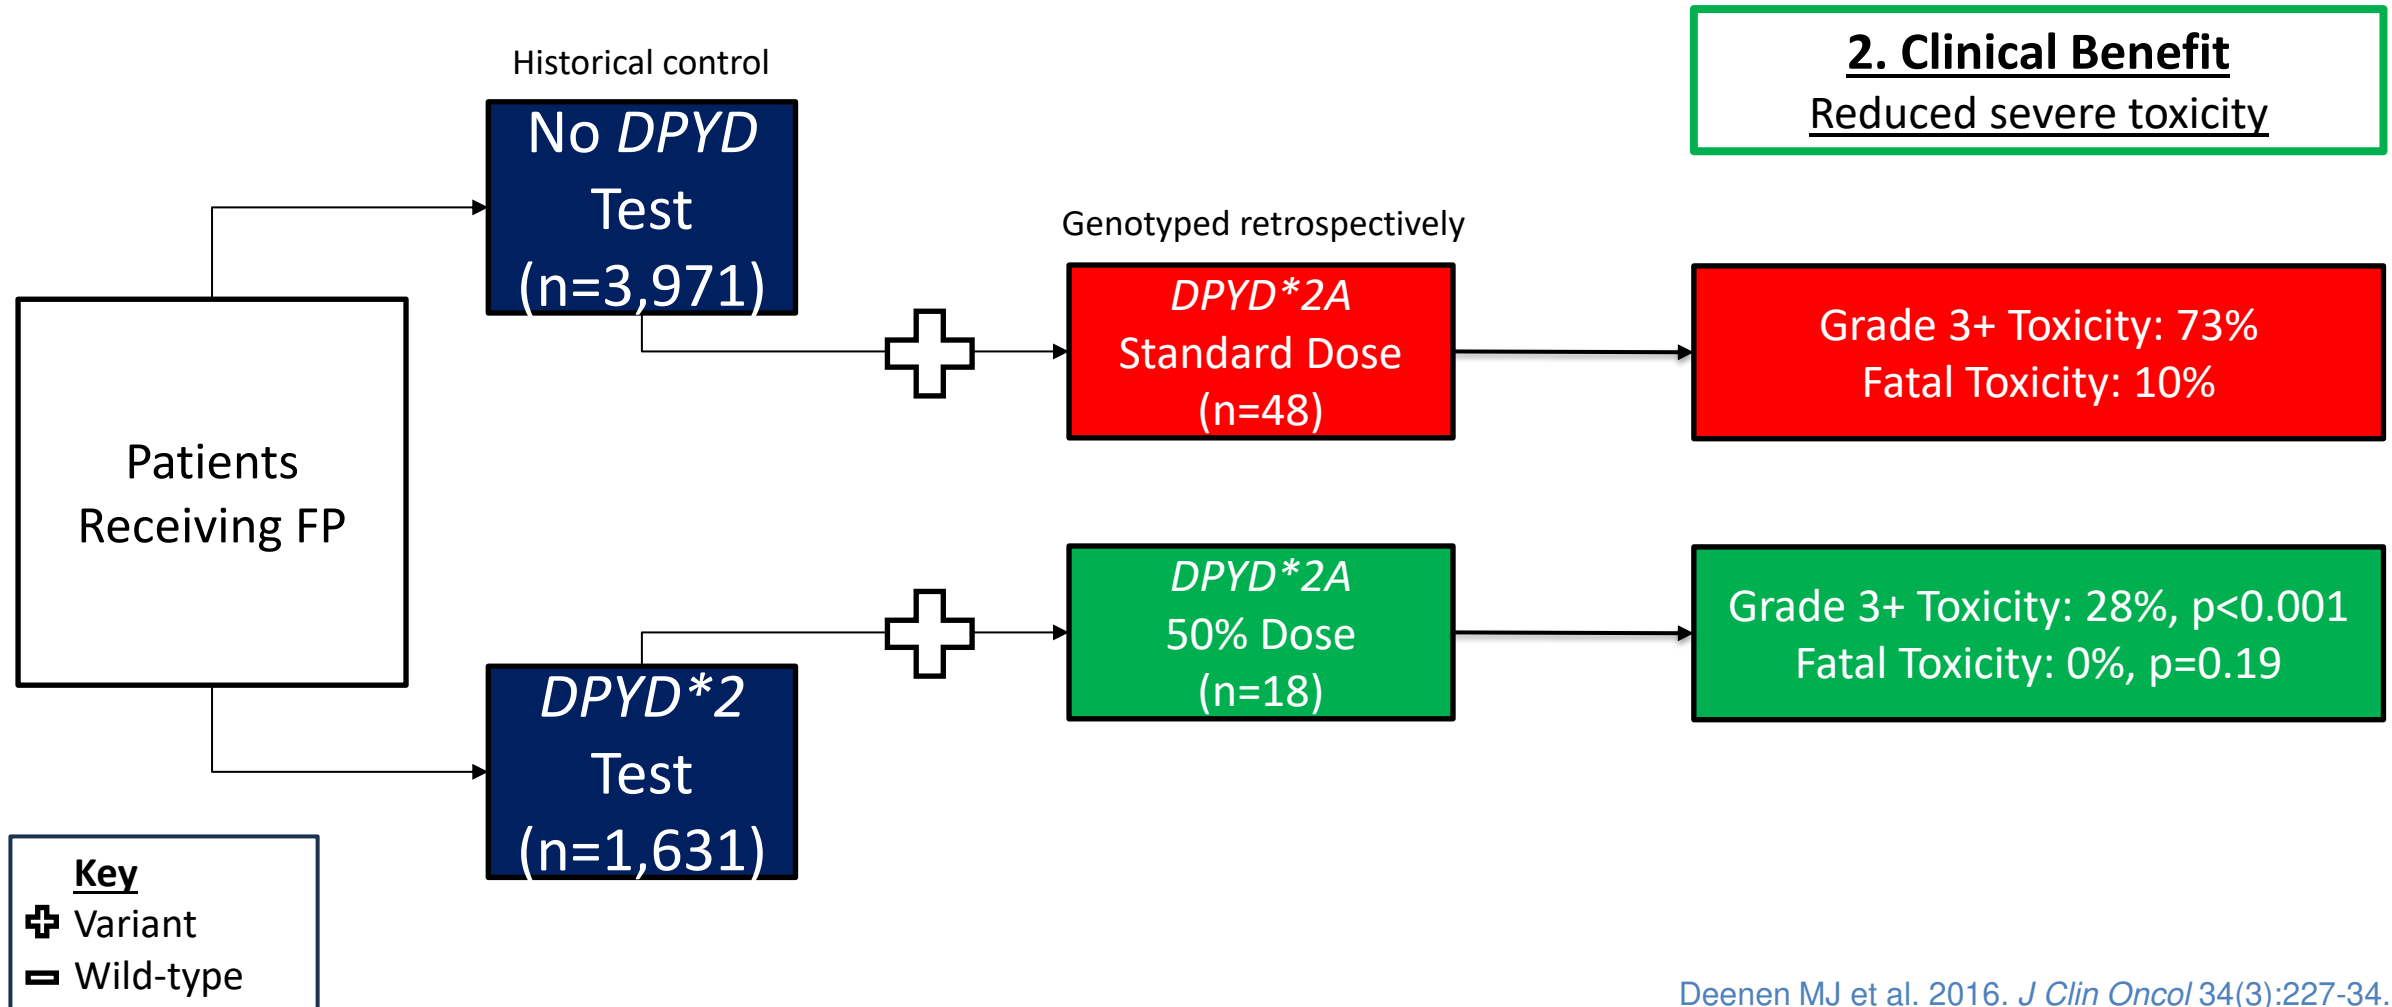 2. Clinical Benefit
Reduced severe toxicity
Historical control
No DPYD
Test
(n=3,971)
Genotyped retrospectively
DPYD*2A
Standard Dose
(n=48)
Grade 3+ Toxicity: 73%
Fatal Toxicity: 10%
Patients
Receiving FP
DPYD*2A
50% Dose
(n=18)
Grade 3+ Toxicity: 28%, p<0.001
Fatal Toxicity: 0%, p=0.19
DPYD*2
Test
(n=1,631)
Key
Variant
Wild-type
Deenen MJ et al. 2016. J Clin Oncol 34(3):227-34.